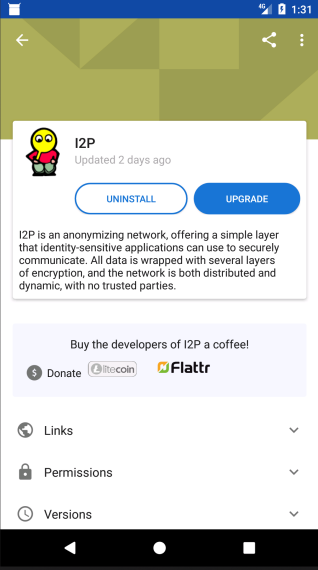 4G 1:31
I2P
Updated 2 days ago
UNINSTALL UPGRADE
I2P is an anonymizing network, offering a simple layer
that identity-sensitive applications can use to securely
communicate. All data is wrapped with several layers
of encryption, and the network is both distributed and
dynamic, with no trusted parties.
Buy the developers of I2P a coffee!
$ Donate litecoin Flattr
Links
Permissions
Versions